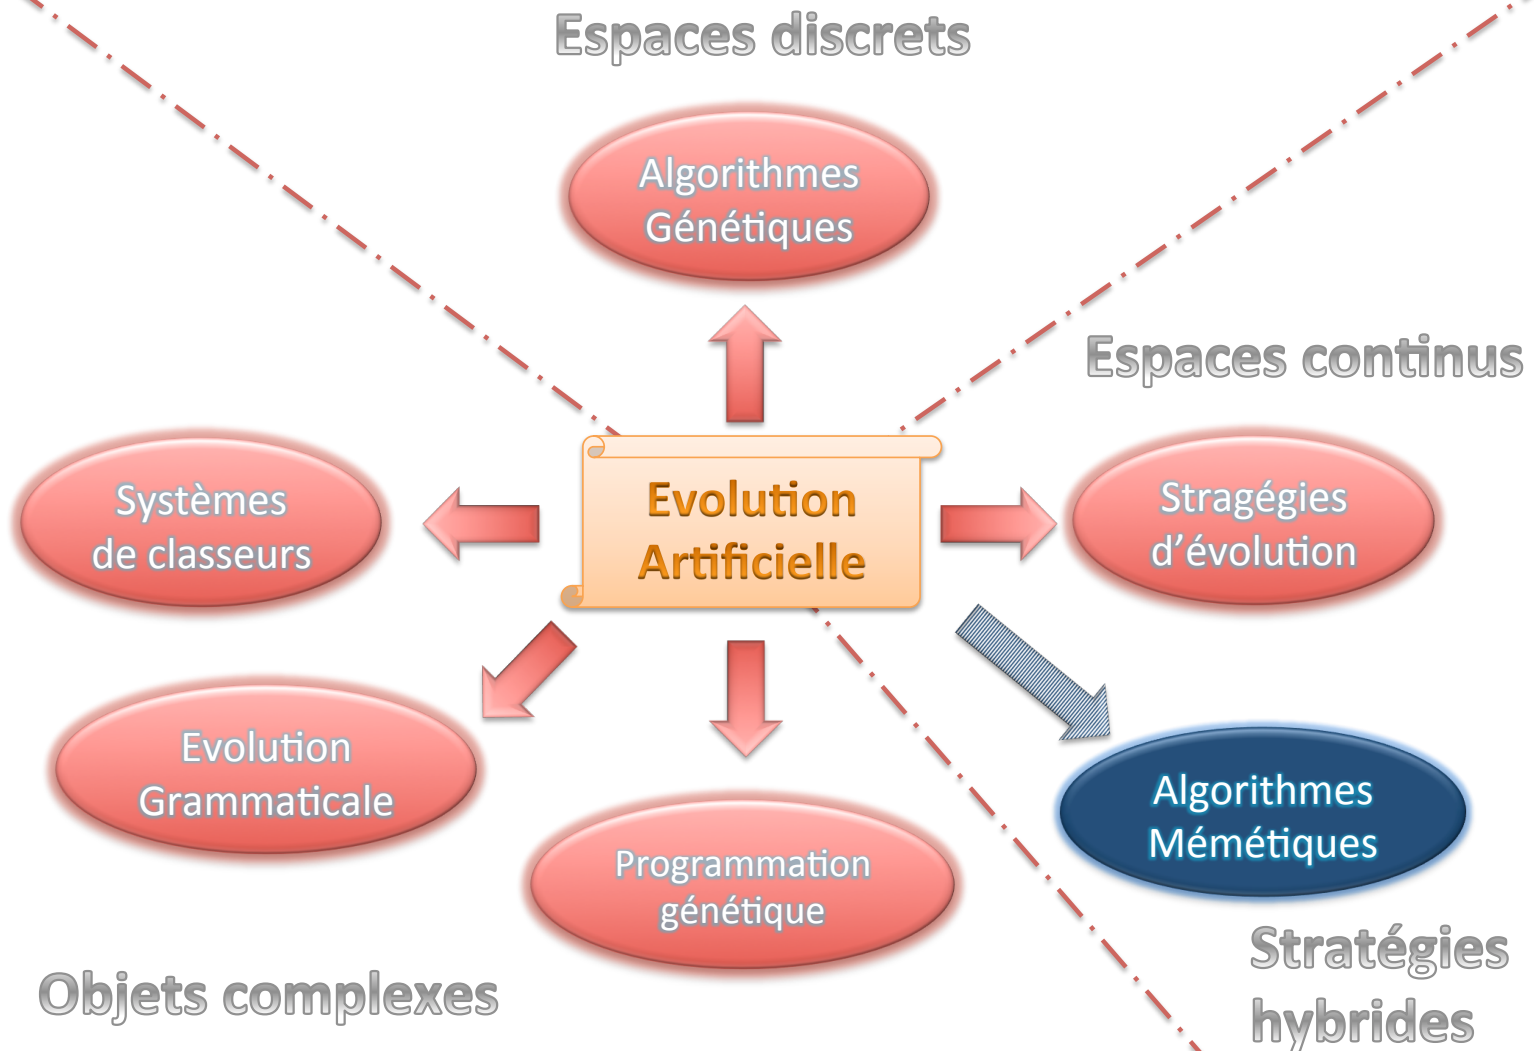 Espaces discrets
Algorithmes
Génétiques
Espaces continus
Systèmes
de classeurs
Evolution
Artificielle
Stragégies
d'évolution
Evolution
Grammaticale
Programmation
génétique
Algorithmes
Mémétiques
Objets complexes
Stratégies
hybrides